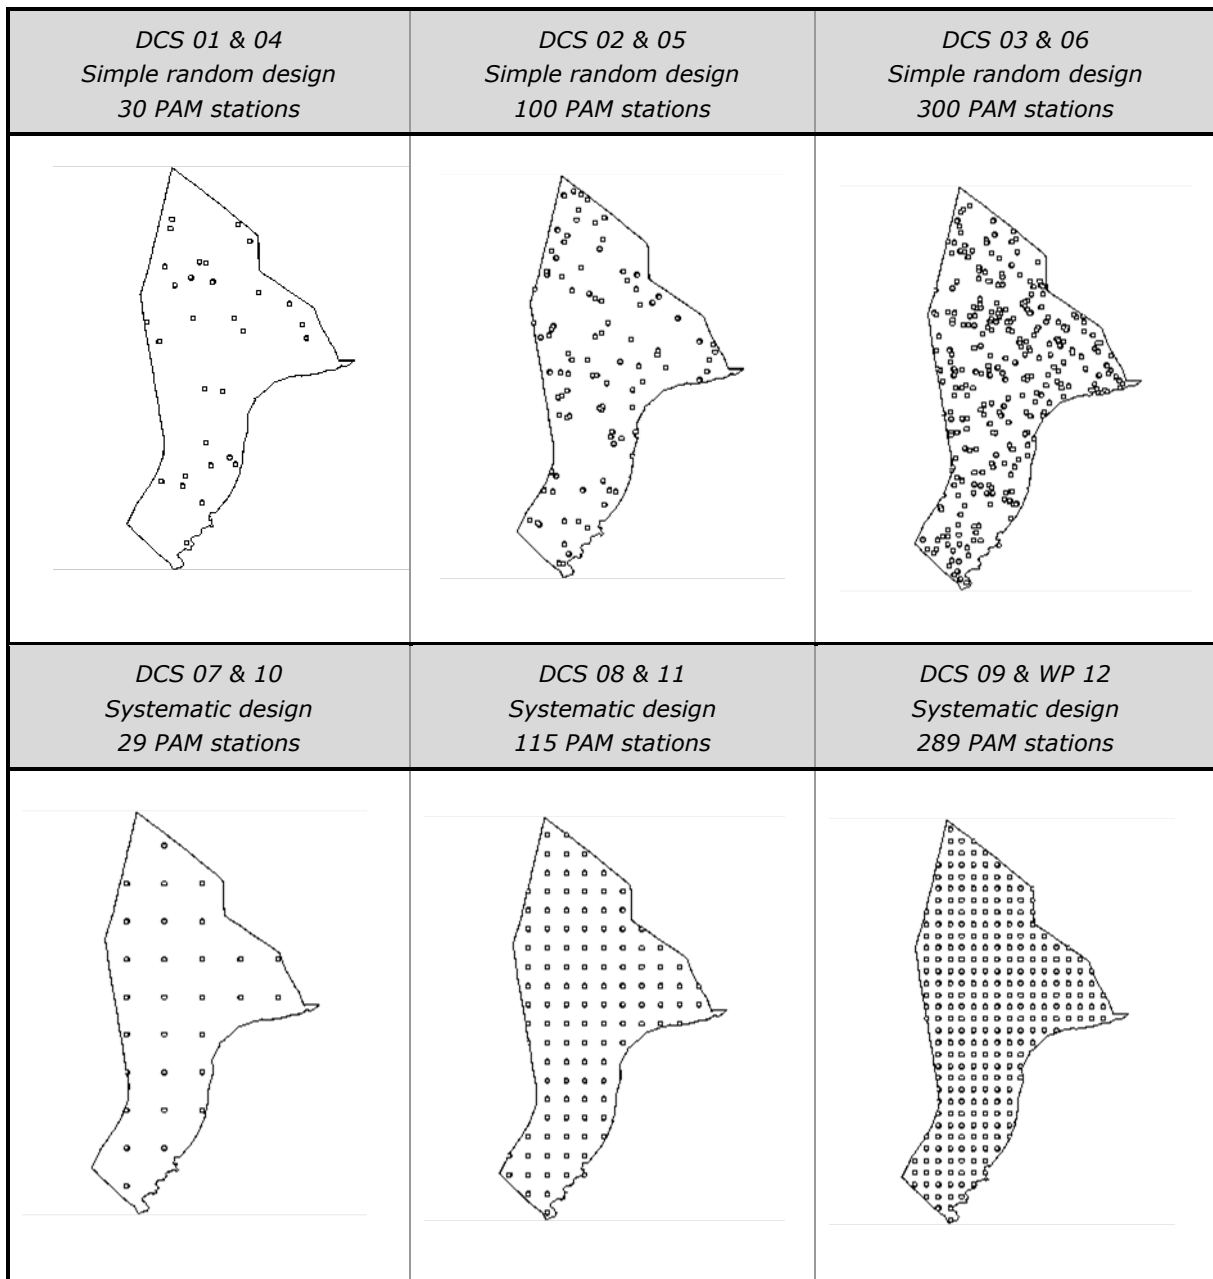 DCS 01 & 04
Simple random design
30 PAM stations
DCS 02 & 05
Simple random design
100 PAM stations
DCS 03 & 06
Simple random design
300 PAM stations
DCS 07 & 10
Systematic design
29 PAM stations
DCS 08 & 11
Systematic design
115 PAM stations
DCS 09 & WP 12
Systematic design
289 PAM stations